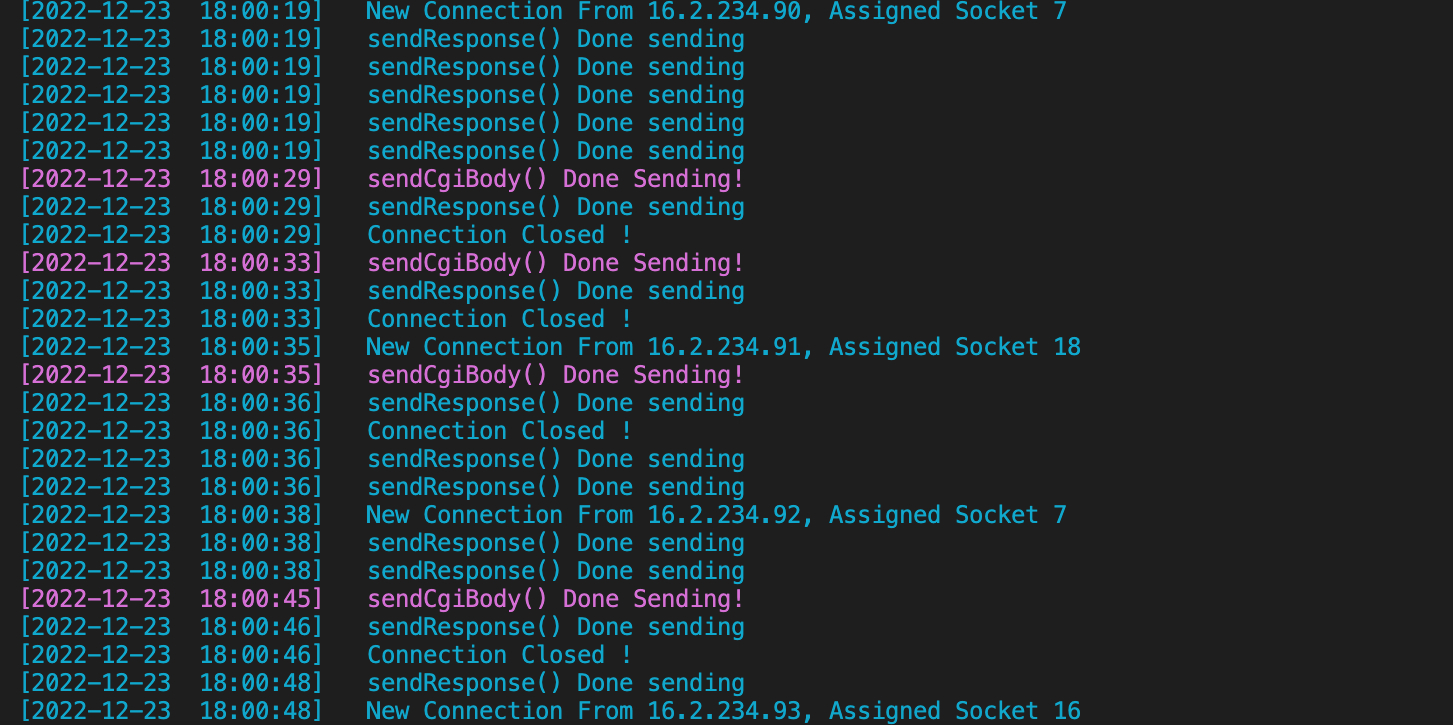 [2022-12-23  18:00:19]   New Connection From 16.2.234.90, Assigned Socket 7
[2022-12-23  18:00:19]   sendResponse() Done sending
[2022-12-23  18:00:19]   sendResponse() Done sending
[2022-12-23  18:00:19]   sendResponse() Done sending
[2022-12-23  18:00:19]   sendResponse() Done sending
[2022-12-23  18:00:19]   sendResponse() Done sending
[2022-12-23  18:00:29]   sendCgiBody() Done Sending!
[2022-12-23  18:00:29]   sendResponse() Done sending
[2022-12-23  18:00:29]   Connection Closed !
[2022-12-23  18:00:33]   sendCgiBody() Done Sending!
[2022-12-23  18:00:33]   sendResponse() Done sending
[2022-12-23  18:00:33]   Connection Closed !
[2022-12-23  18:00:35]   New Connection From 16.2.234.91, Assigned Socket 18
[2022-12-23  18:00:35]   sendCgiBody() Done Sending!
[2022-12-23  18:00:36]   sendResponse() Done sending
[2022-12-23  18:00:36]   Connection Closed !
[2022-12-23  18:00:36]   sendResponse() Done sending
[2022-12-23  18:00:36]   sendResponse() Done sending
[2022-12-23  18:00:38]   New Connection From 16.2.234.92, Assigned Socket 7
[2022-12-23  18:00:38]   sendResponse() Done sending
[2022-12-23  18:00:38]   sendResponse() Done sending
[2022-12-23  18:00:45]   sendCgiBody() Done Sending!
[2022-12-23  18:00:46]   sendResponse() Done sending
[2022-12-23  18:00:46]   Connection Closed !
[2022-12-23  18:00:48]   sendResponse() Done sending
[2022-12-23  18:00:48]   New Connection From 16.2.234.93, Assigned Socket 16